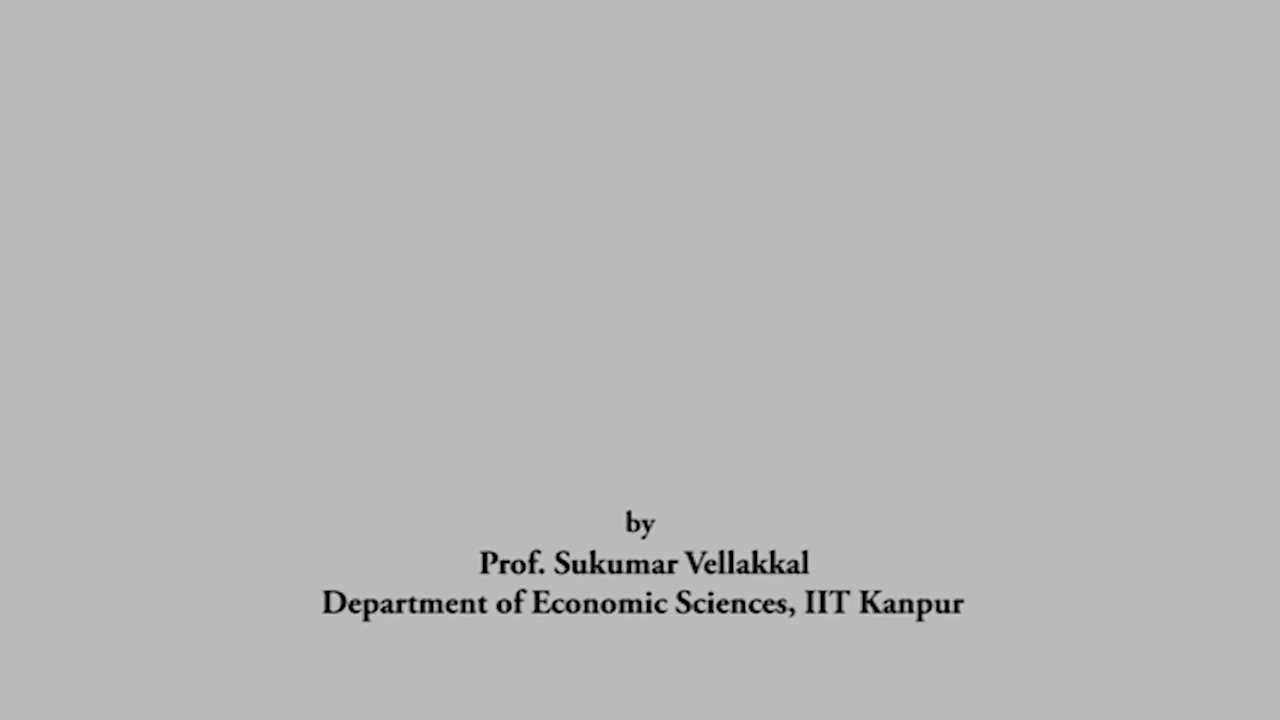 by
Prof. Sukumar Vellakkal
Department of Economic Sciences, IIT Kanpur